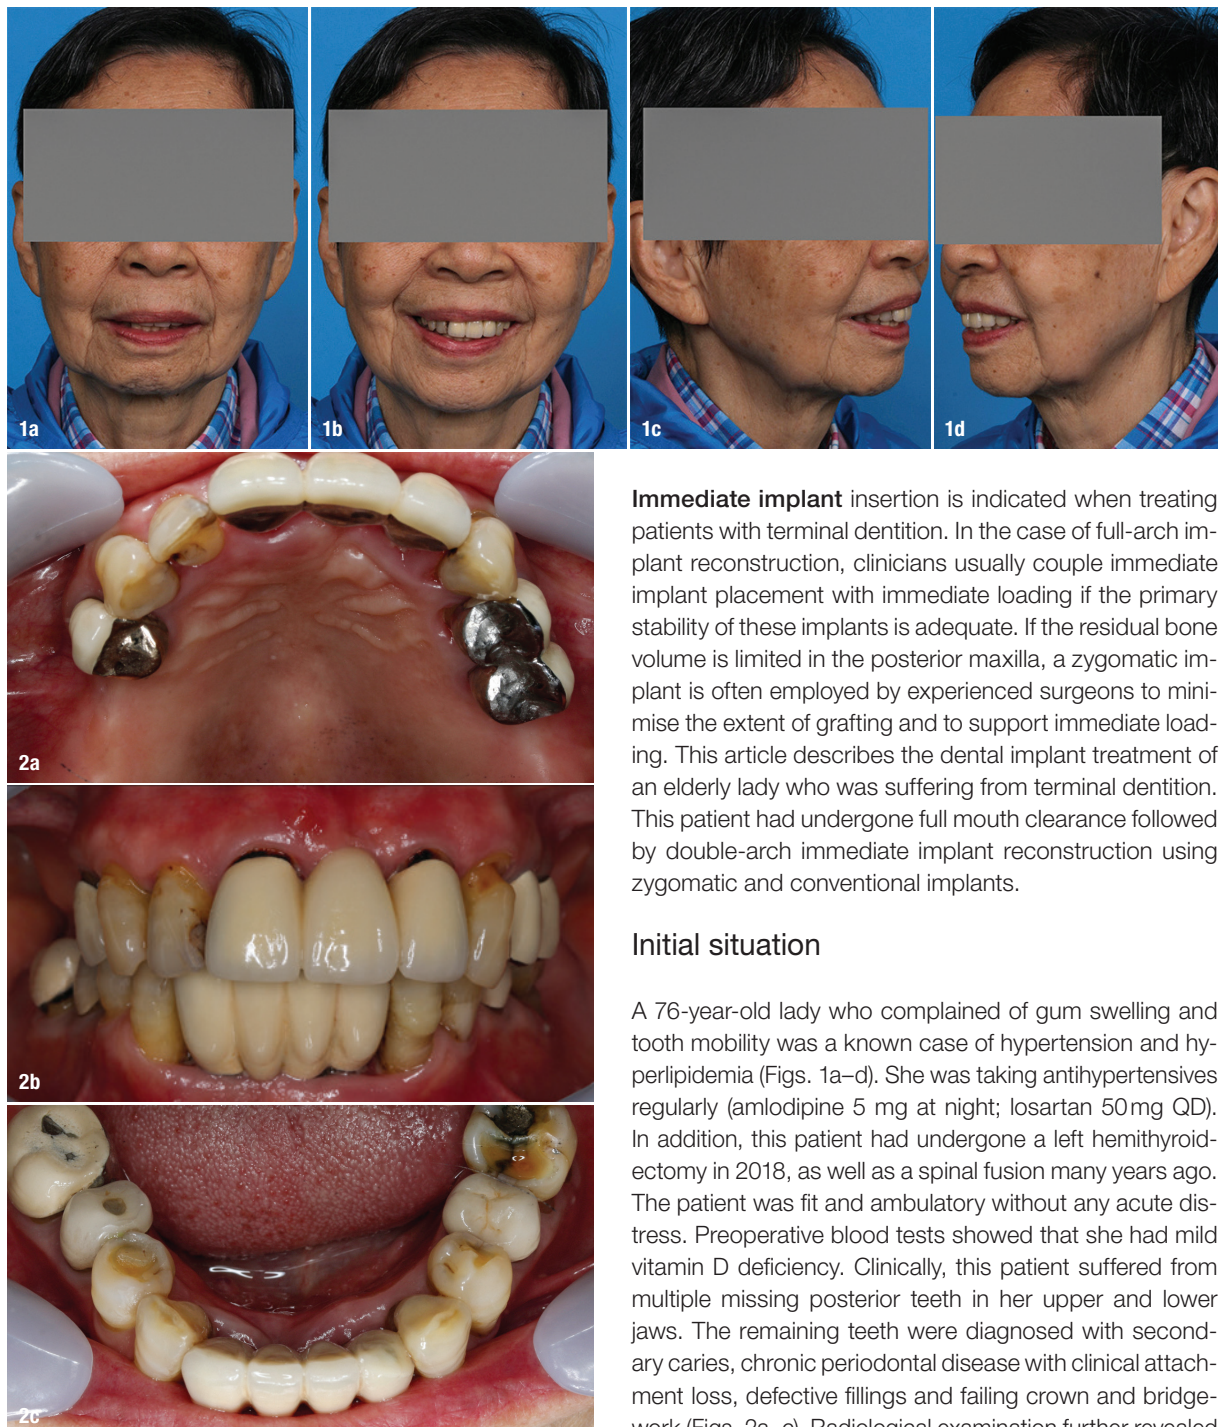 1a
1b
1c
1d
2a
2b
2c
Immediate implant insertion is indicated when treating
patients with terminal dentition. In the case of full-arch im-
plant reconstruction, clinicians usually couple immediate
implant placement with immediate loading if the primary
stability of these implants is adequate. If the residual bone
volume is limited in the posterior maxilla, a zygomatic im-
plant is often employed by experienced surgeons to mini-
mise the extent of grafting and to support immediate load-
ing. This article describes the dental implant treatment of
an elderly lady who was suffering from terminal dentition.
This patient had undergone full mouth clearance followed
by double-arch immediate implant reconstruction using
zygomatic and conventional implants.
Initial situation
A 76-year-old lady who complained of gum swelling and
tooth mobility was a known case of hypertension and hy-
perlipidemia (Figs. 1a–d). She was taking antihypertensives
regularly (amlodipine 5 mg at night; losartan 50 mg QD).
In addition, this patient had undergone a left hemithyroid-
ectomy in 2018, as well as a spinal fusion many years ago.
The patient was fit and ambulatory without any acute dis-
tress. Preoperative blood tests showed that she had mild
vitamin D deficiency. Clinically, this patient suffered from
multiple missing posterior teeth in her upper and lower
jaws. The remaining teeth were diagnosed with second-
ary caries, chronic periodontal disease with clinical attach-
ment loss, defective fillings and failing crown and bridge-
work (Figs. 2a–c). Radiological examination further revealed